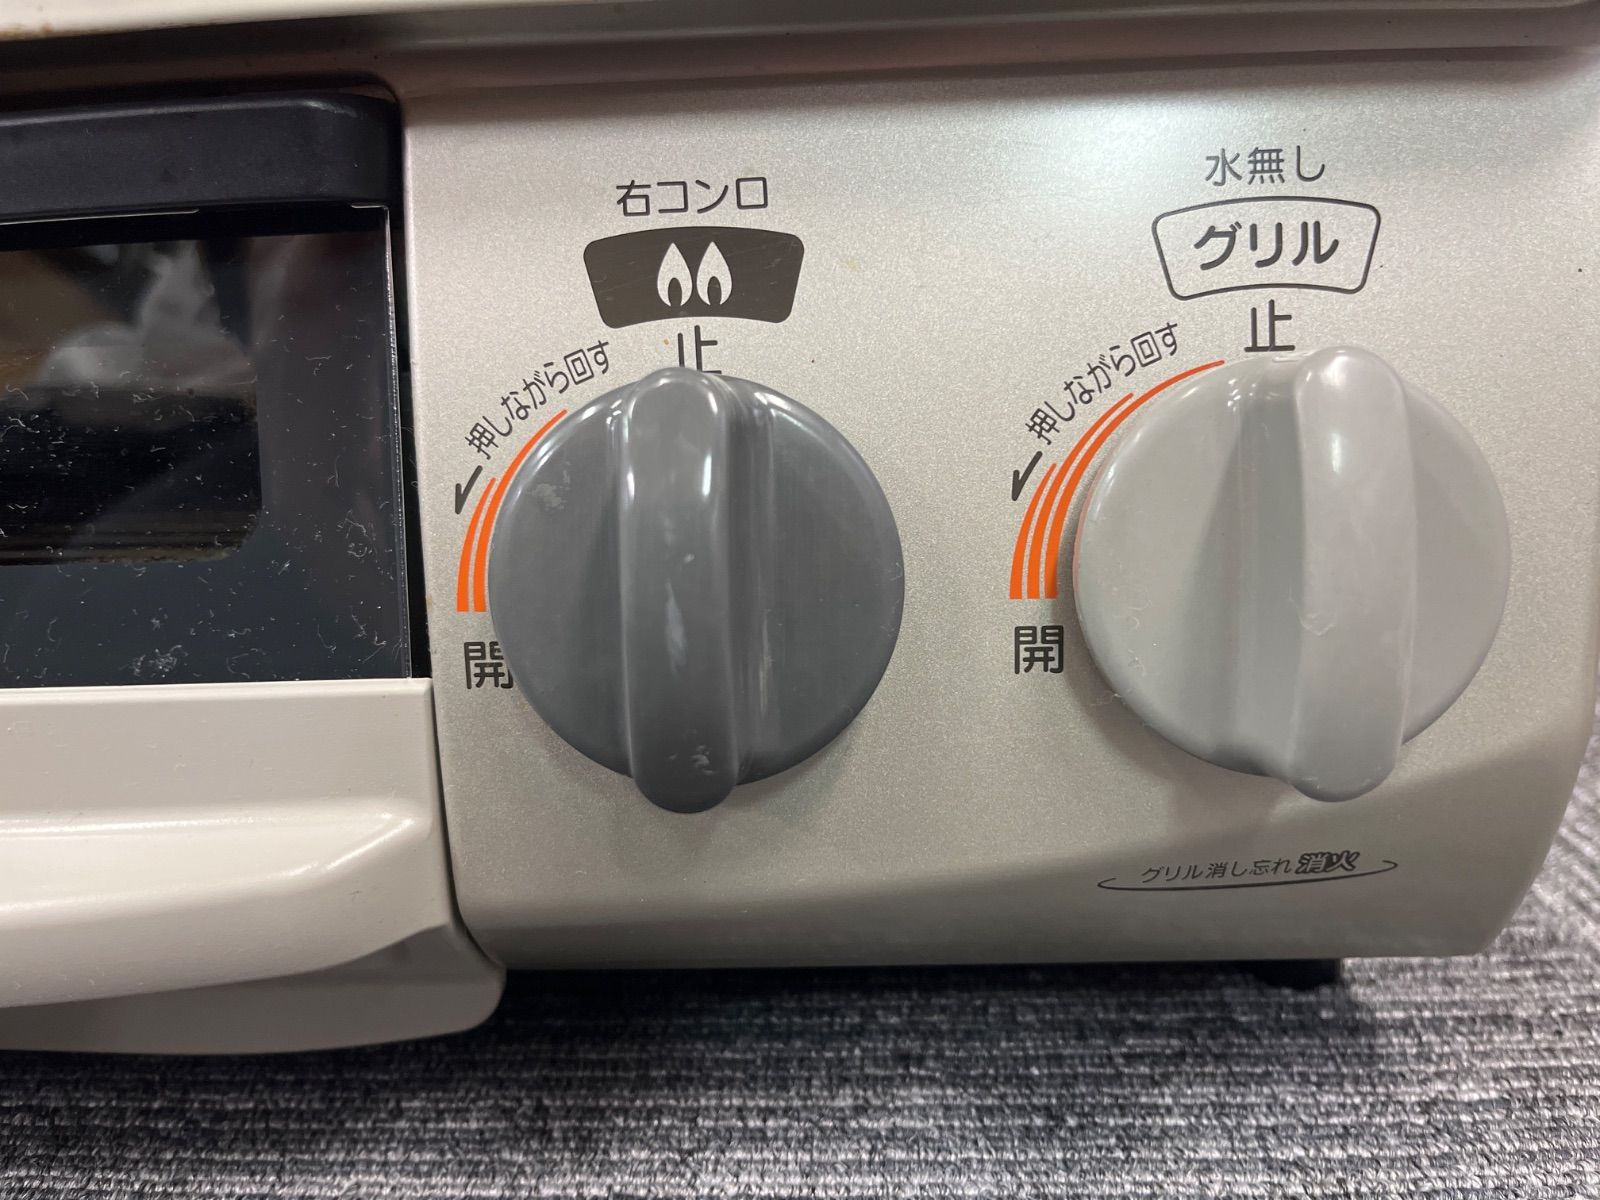 右コンロ
止
押しながら回す
開
水無し
グリル
止
押しながら回す
開
グリル消し忘れ消火